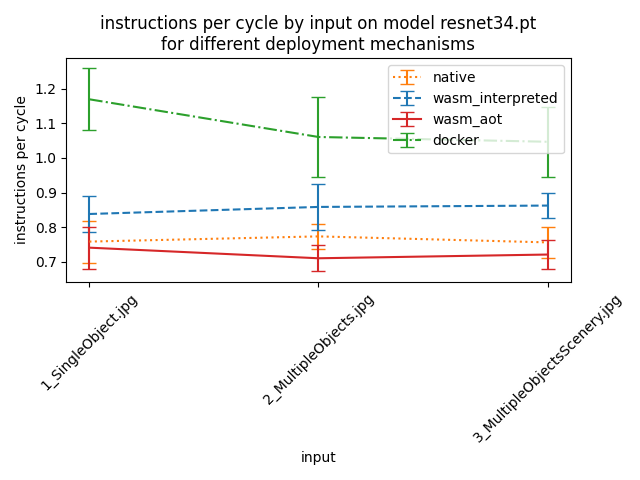 instructions per cycle by input on model resnet34.pt
for different deployment mechanisms
instructions per cycle
1.2
1.1
1.0
0.9
0.8
0.7
native
wasm_interpreted
wasm_aot
docker
1_SingleObject.jpg
2_MultipleObjects.jpg
3_MultipleObjectsScenery.jpg
input